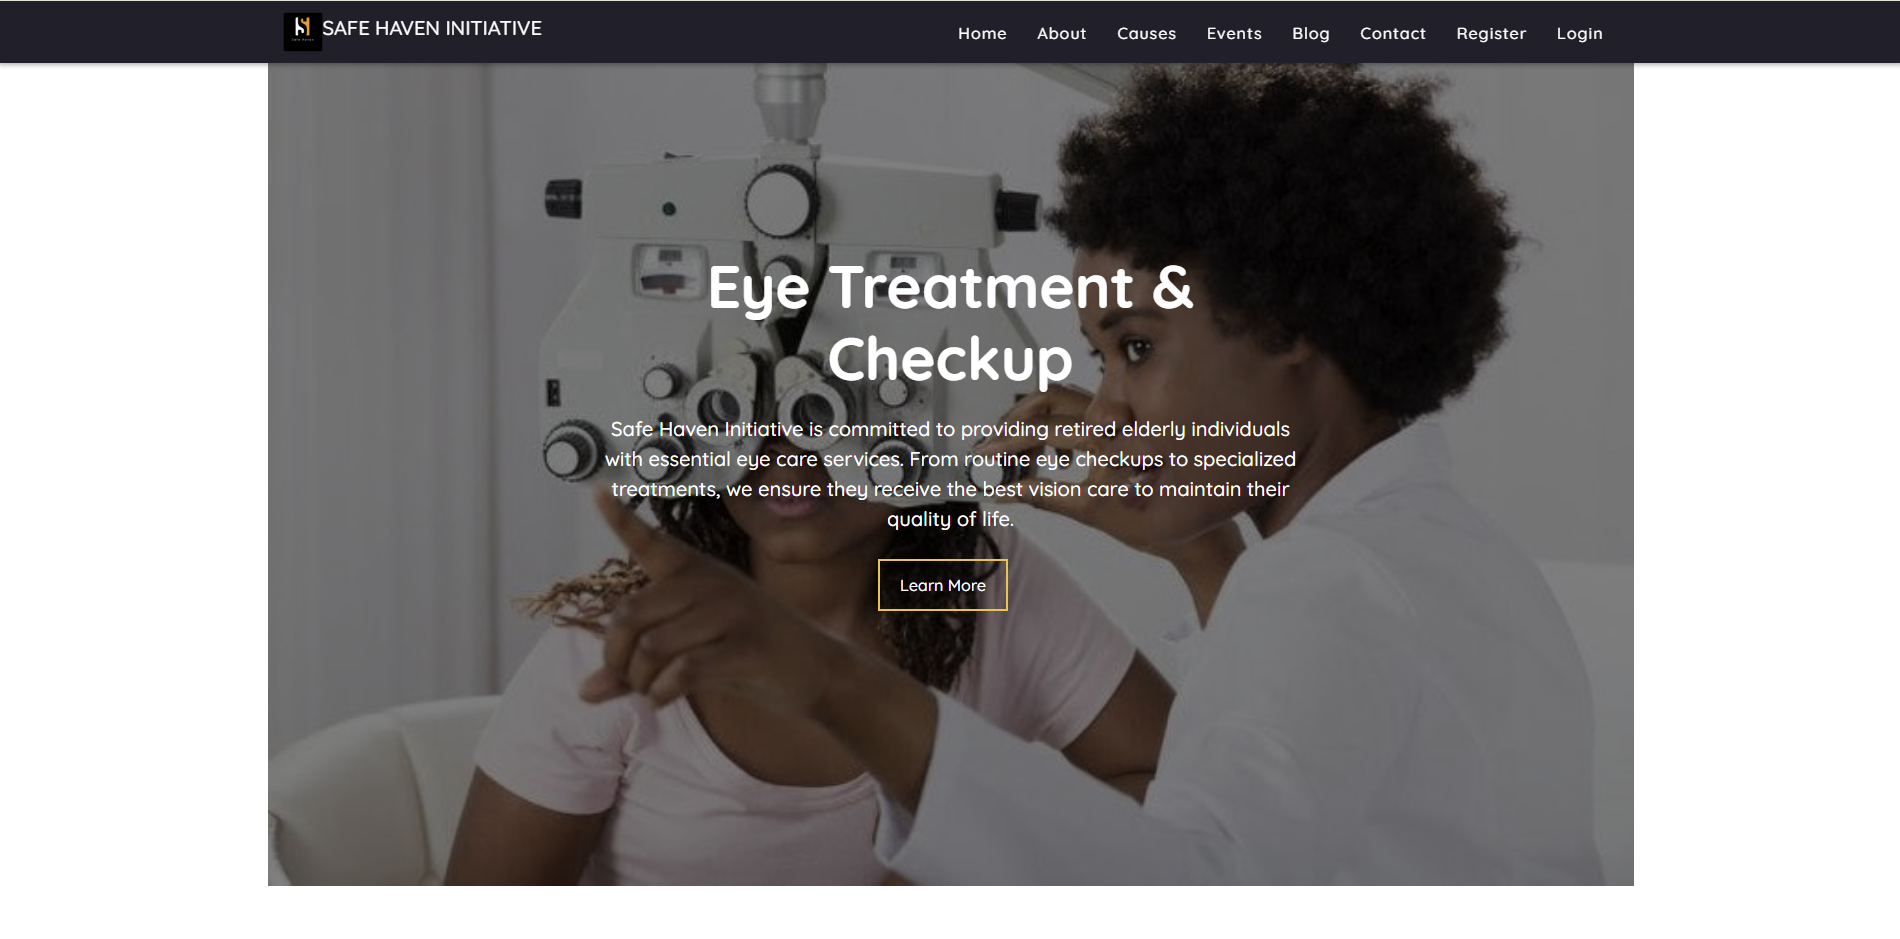 SAFE HAVEN INITIATIVE
Home About Causes Events Blog Contact Register Login
Eye Treatment &
Checkup
Safe Haven Initiative is committed to providing retired elderly individuals
with essential eye care services. From routine eye checkups to specialized
treatments, we ensure they receive the best vision care to maintain their
quality of life.
Learn More